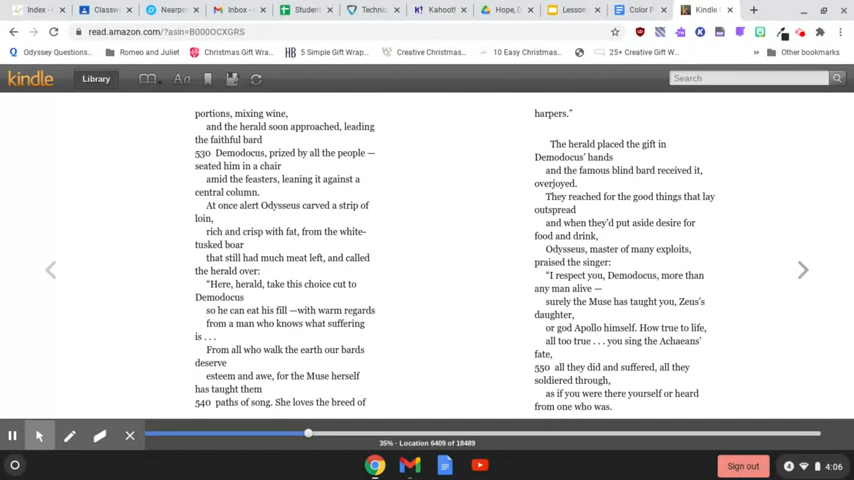 Index -
Classw
Nearpo
Inbox -
Student
Technic
Kahoot!
Hope, D
Lesson
Color P
Kindle C
read.amazon.com/?asin=B000OCXGRS
Odyssey Questions...
Romeo and Juliet
Christmas Gift Wra...
5 Simple Gift Wrap...
Creative Christmas...
10 Easy Christmas...
25+ Creative Gift W...
Other bookmarks
kindle
Library
Aa
Search
portions, mixing wine,
and the herald soon approached, leading
the faithful bard
530 Demodocus, prized by all the people —
seated him in a chair
amid the feasters, leaning it against a
central column.
At once alert Odysseus carved a strip of
loin,
rich and crisp with fat, from the white-
tusked boar
that still had much meat left, and called
the herald over:
"Here, herald, take this choice cut to
Demodocus
so he can eat his fill —with warm regards
from a man who knows what suffering
is . . .
From all who walk the earth our bards
deserve
esteem and awe, for the Muse herself
has taught them
540 paths of song. She loves the breed of
harpers."
The herald placed the gift in
Demodocus' hands
and the famous blind bard received it,
overjoyed.
They reached for the good things that lay
outspread
and when they'd put aside desire for
food and drink,
Odysseus, master of many exploits,
praised the singer:
"I respect you, Demodocus, more than
any man alive —
surely the Muse has taught you, Zeus's
daughter,
or god Apollo himself. How true to life,
all too true . . . you sing the Achaeans'
fate,
550 all they did and suffered, all they
soldiered through,
as if you were there yourself or heard
from one who was.
35% · Location 6409 of 18489
Sign out
4
4:06